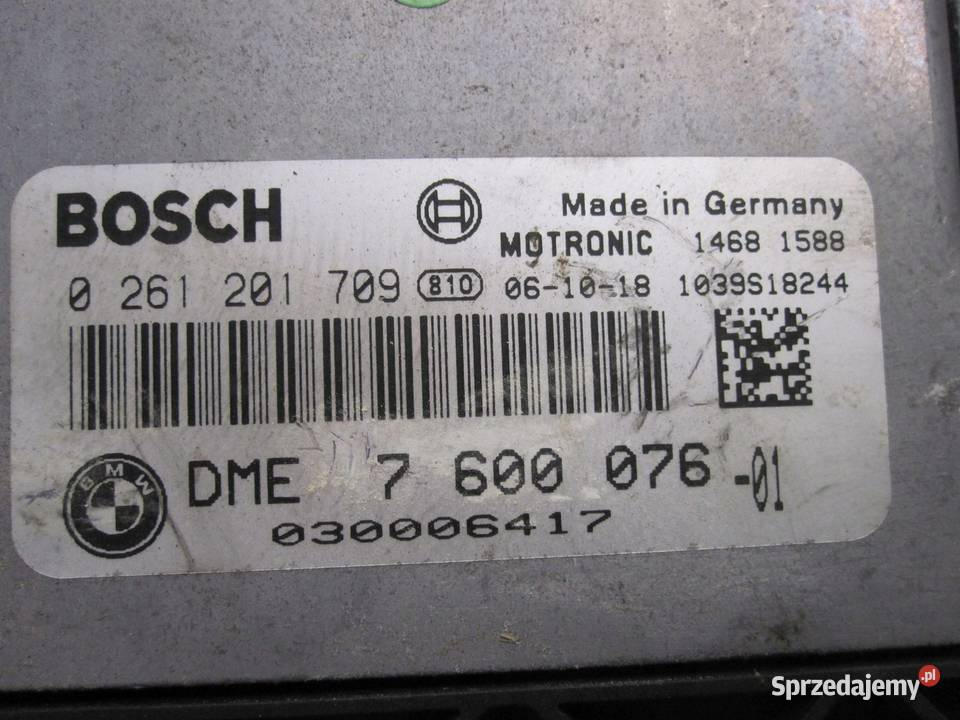 BOSCH
Made in Germany
MOTRONIC 1468 1588
0 261 201 709 810 06-10-18 1039S18244
BMW
DME 7 600 076 -01
030006417
Sprzedajemy.pl